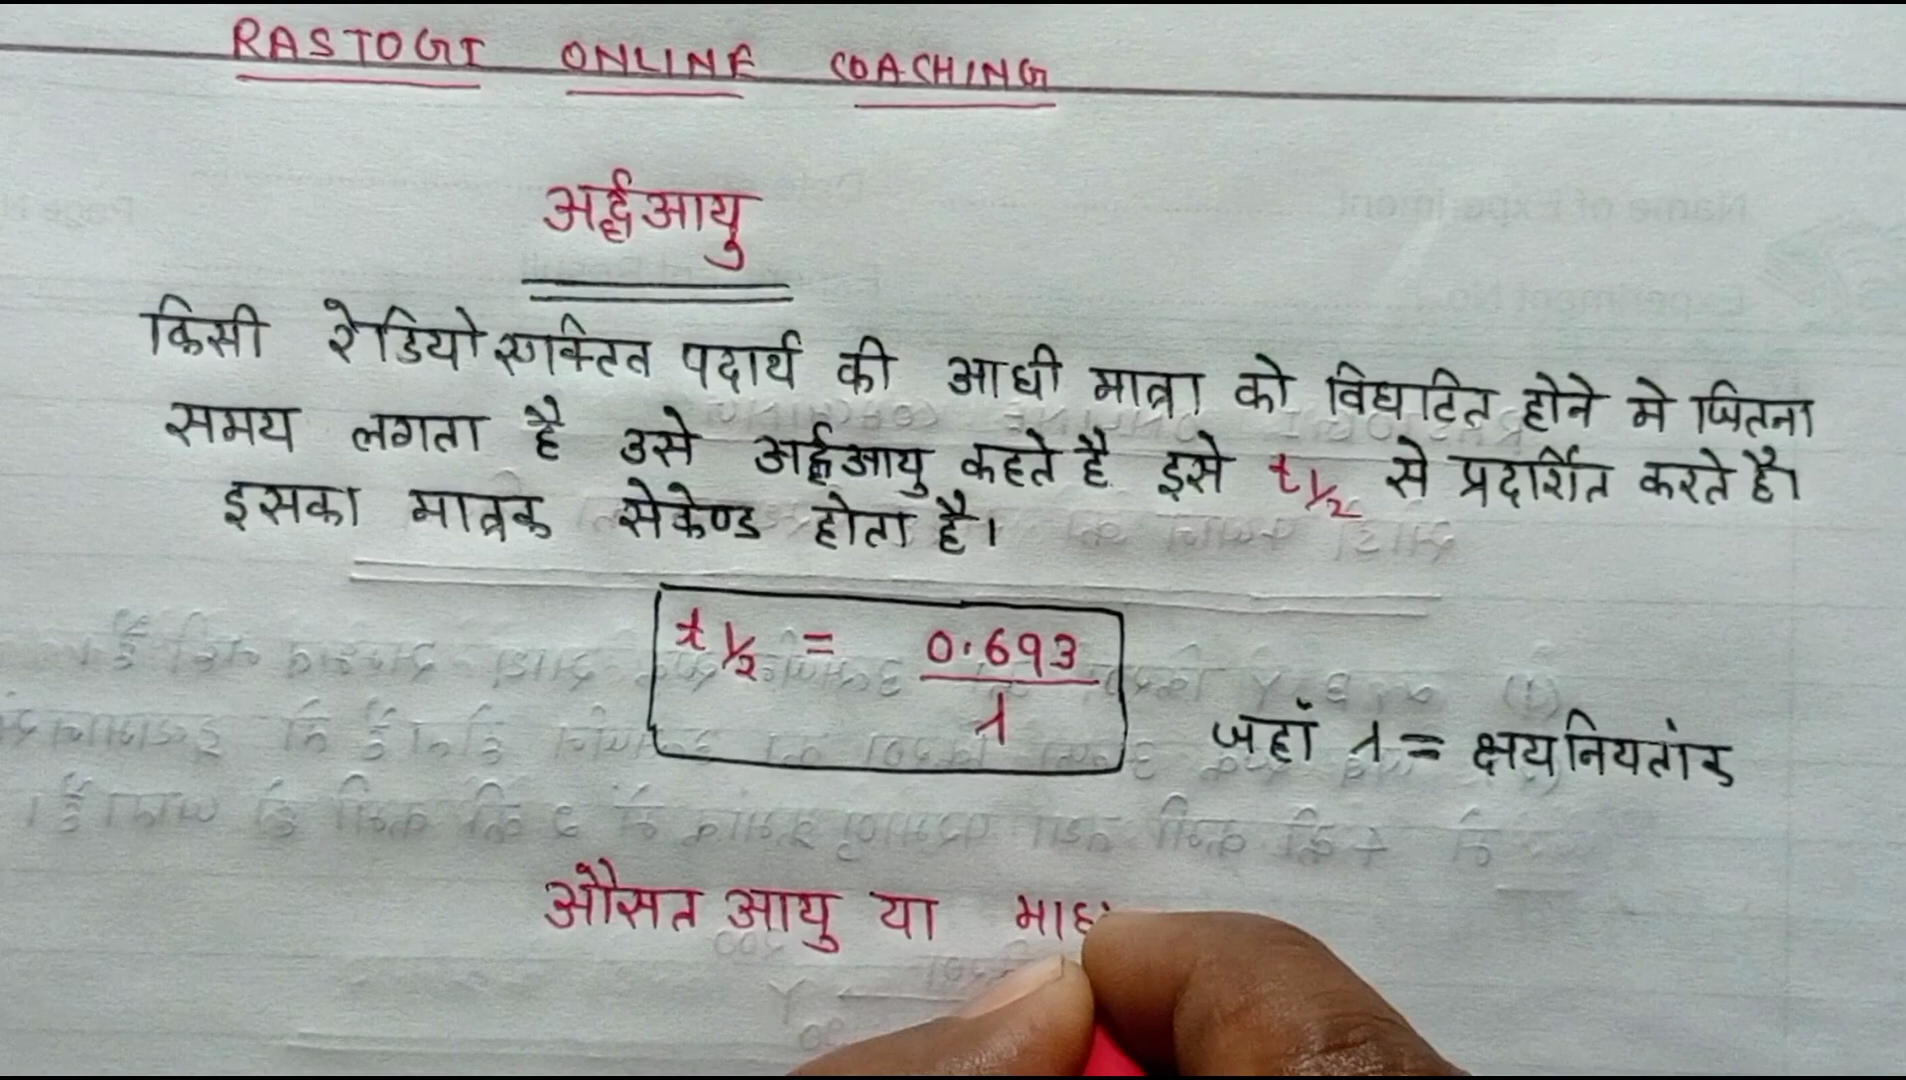 RASTOGI ONLINE COACHING
अर्द्धआयु
किसी रेडियो एक्टिव पदार्थ की आधी मात्रा को विघटित होने मे जितना
समय लगता है उसे अर्द्धआयु कहते है इसे t1/2 से प्रदर्शित करते है।
इसका मात्रक सेकेण्ड होता है।
t1/2 = 0.693/λ
जहाँ λ = क्षयनियतांक
औसत आयु या